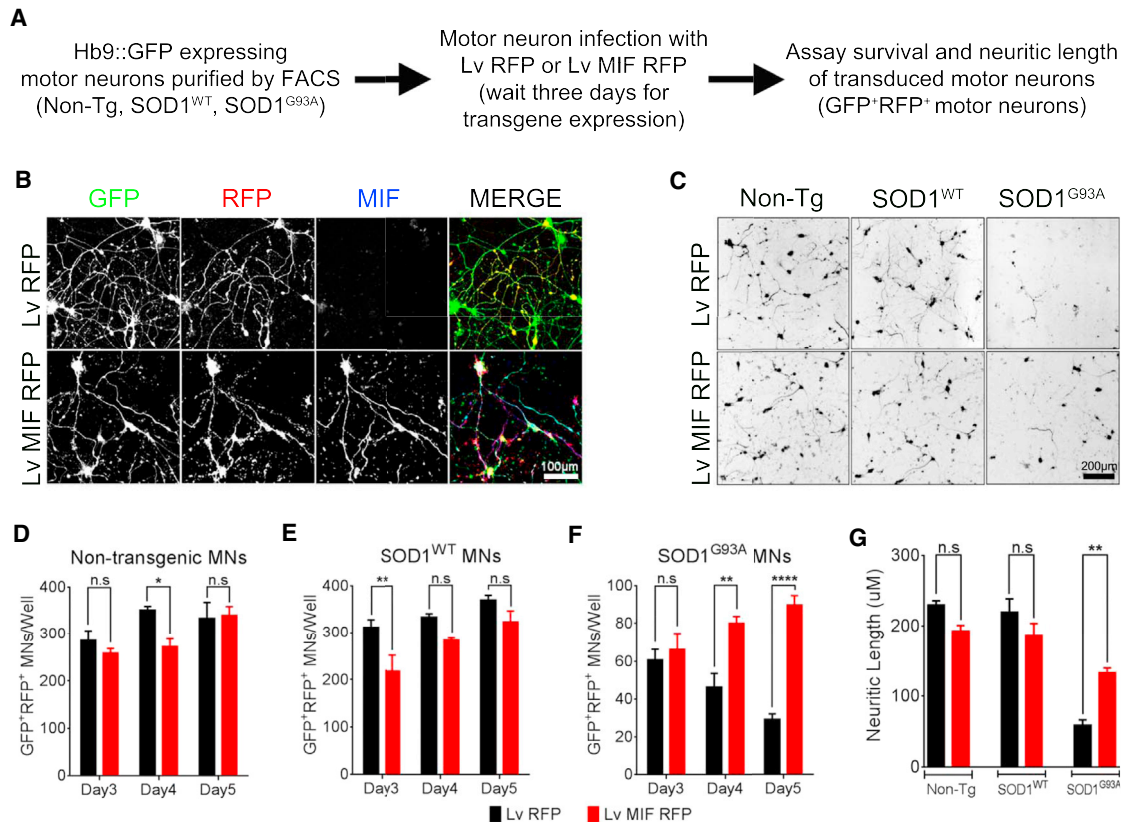 A
Hb9::GFP expressing
motor neurons purified by FACS
(Non-Tg, SOD1WT, SOD1G93A)
Motor neuron infection with
Lv RFP or Lv MIF RFP
(wait three days for
transgene expression)
Assay survival and neuritic length
of transduced motor neurons
(GFP+RFP+ motor neurons)
B
GFP RFP MIF MERGE
Lv RFP
Lv MIF RFP
100µm
C
Non-Tg SOD1WT SOD1G93A
Lv RFP
Lv MIF RFP
200µm
D
Non-transgenic MNs
GFP+RFP+ MNs/Well
400
300
300
100
0
n.s * n.s
Day3 Day4 Day5
E
SOD1WT MNs
GFP+RFP+ MNs/Well
400
300
300
100
0
** n.s n.s
Day3 Day4 Day5
F
SOD1G93A MNs
GFP+RFP+ MNs/Well
100
80
60
40
20
0
n.s ** ****
Day3 Day4 Day5
Lv RFP Lv MIF RFP
G
Neuritic Length (uM)
300
200
100
0
n.s n.s **
Non-Tg SOD1WT SOD1G93A